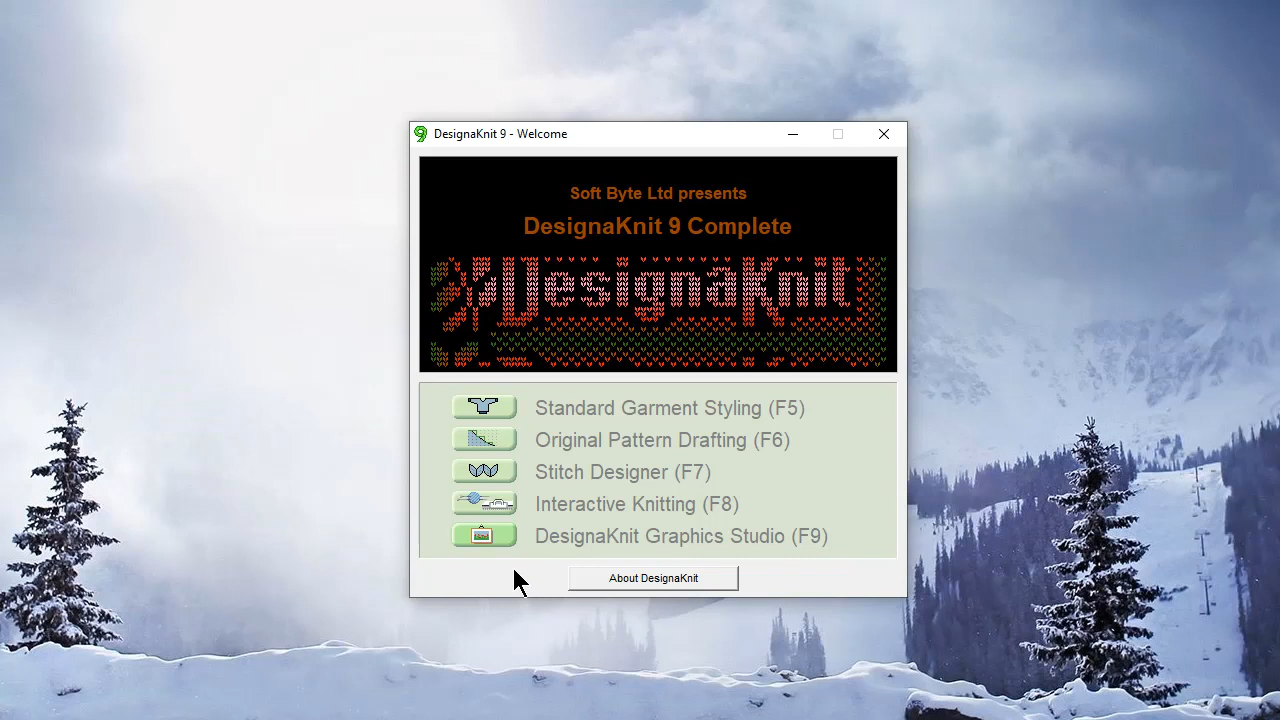 DesignaKnit 9 - Welcome
Soft Byte Ltd presents
DesignaKnit 9 Complete
DesignaKnit
Standard Garment Styling (F5)
Original Pattern Drafting (F6)
Stitch Designer (F7)
Interactive Knitting (F8)
DesignaKnit Graphics Studio (F9)
About DesignaKnit